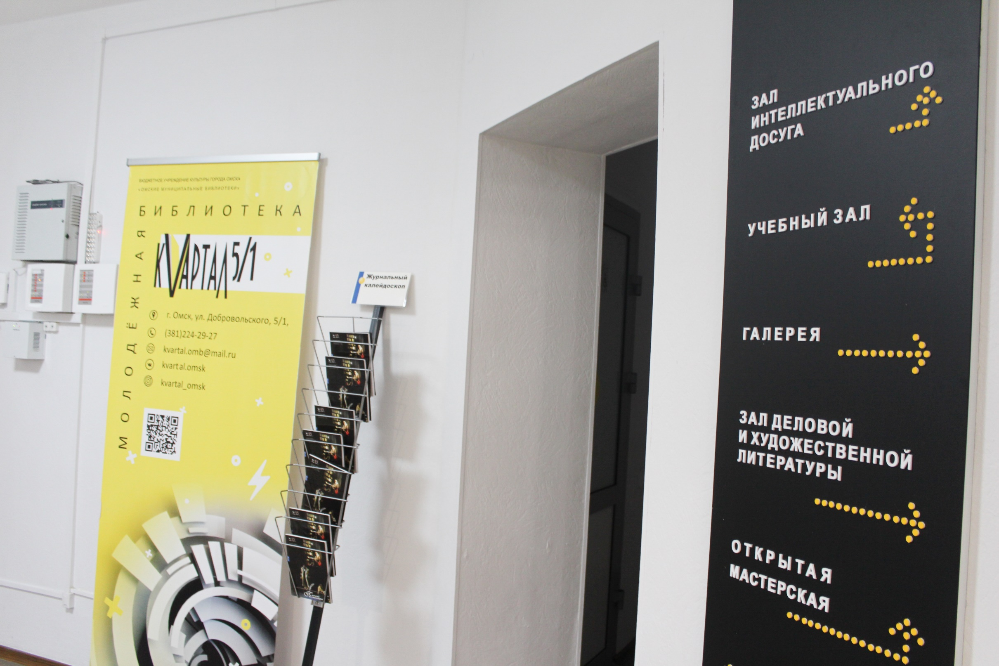 БЮДЖЕТНОЕ УЧРЕЖДЕНИЕ КУЛЬТУРЫ ГОРОДА ОМСКА
«ОМСКИЕ МУНИЦИПАЛЬНЫЕ БИБЛИОТЕКИ»
БИБЛИОТЕКА
МОЛОДЁЖНАЯ
КVАРТАЛ 5/1
г. Омск, ул. Добровольского, 5/1,
(381)224-29-27
kvartal.omb@mail.ru
kvartal.omsk
kvartal_omsk
Журнальный
калейдоскоп
ЗАЛ
ИНТЕЛЛЕКТУАЛЬНОГО
ДОСУГА
УЧЕБНЫЙ ЗАЛ
ГАЛЕРЕЯ
ЗАЛ ДЕЛОВОЙ
И ХУДОЖЕСТВЕННОЙ
ЛИТЕРАТУРЫ
ОТКРЫТАЯ
МАСТЕРСКАЯ